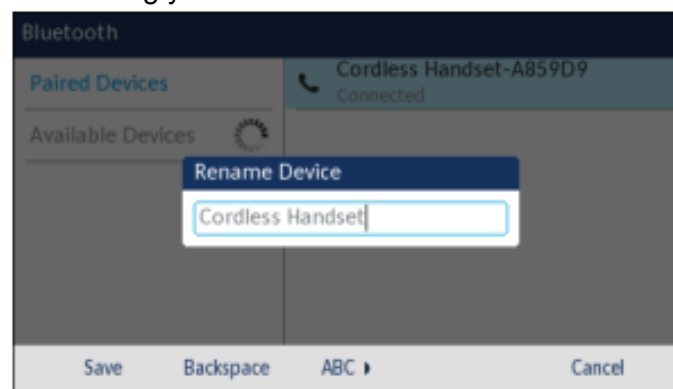 Bluetooth
Paired Devices
Cordless Handset-A859D9
Connected
Available Devices
Rename Device
Cordless Handset
Save Backspace ABC Cancel